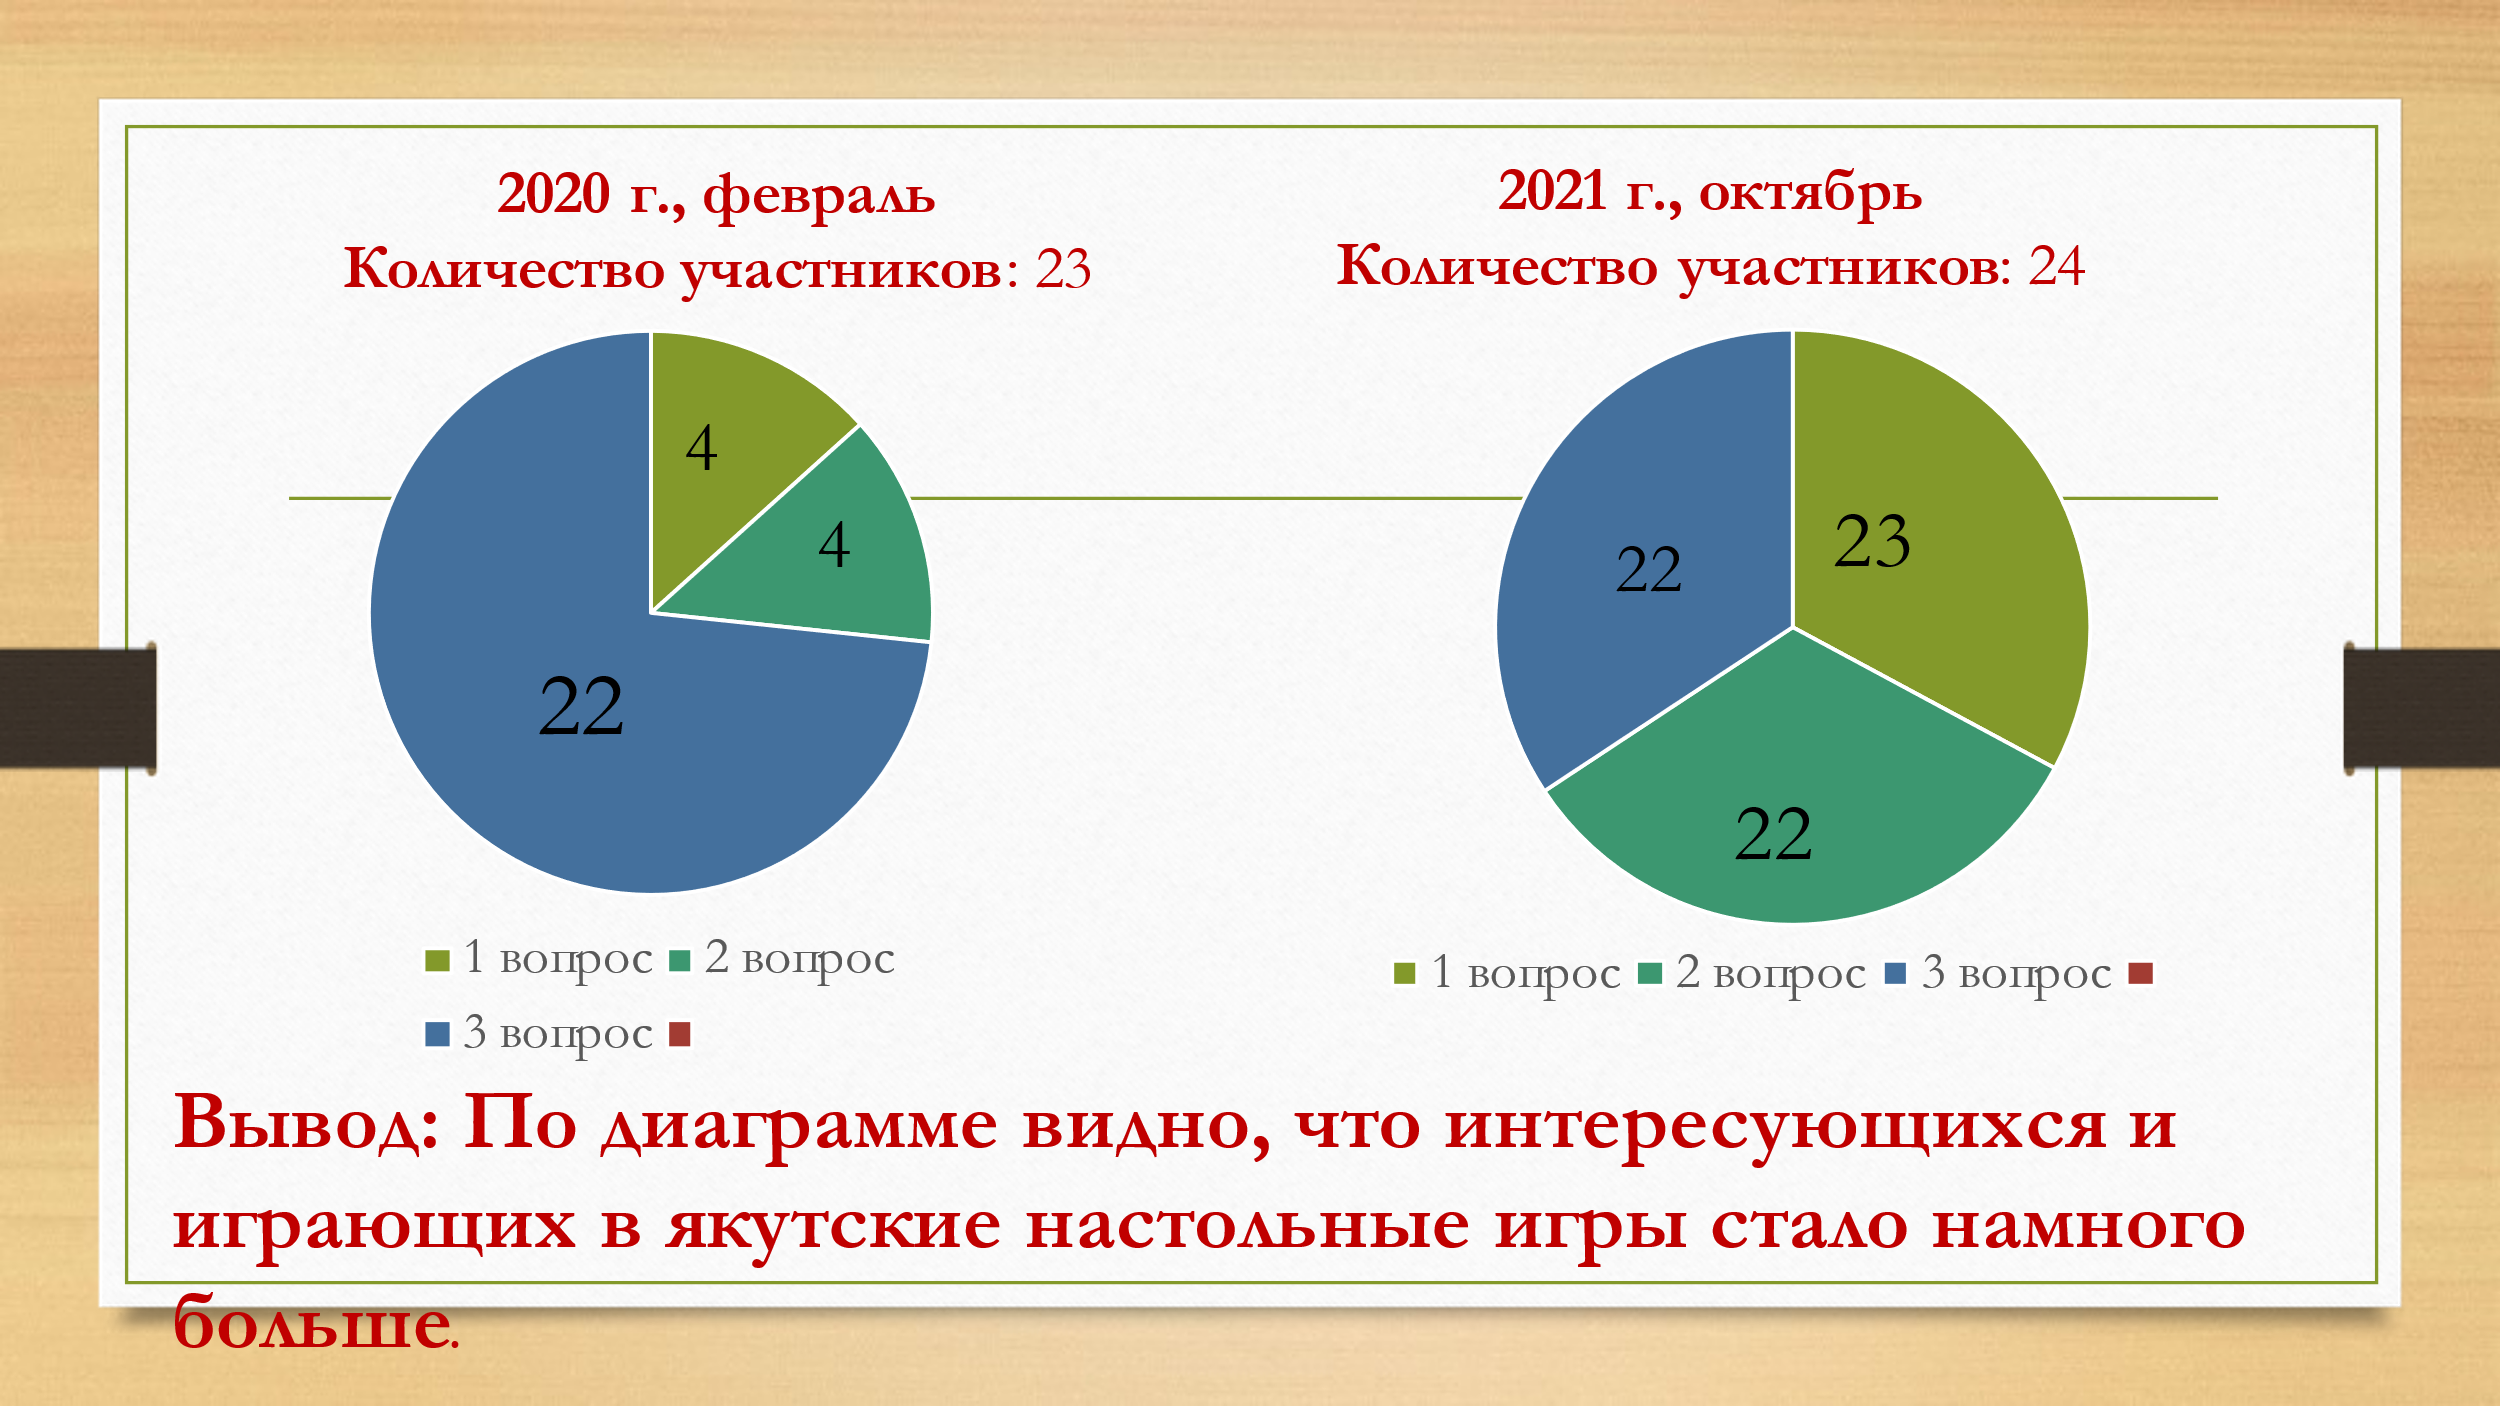 2020 г., февраль
Количество участников: 23
4
4
22
1 вопрос 2 вопрос
3 вопрос
2021 г., октябрь
Количество участников: 24
23
22
22
1 вопрос 2 вопрос 3 вопрос
Вывод: По диаграмме видно, что интересующихся и
играющих в якутские настольные игры стало намного
больше.